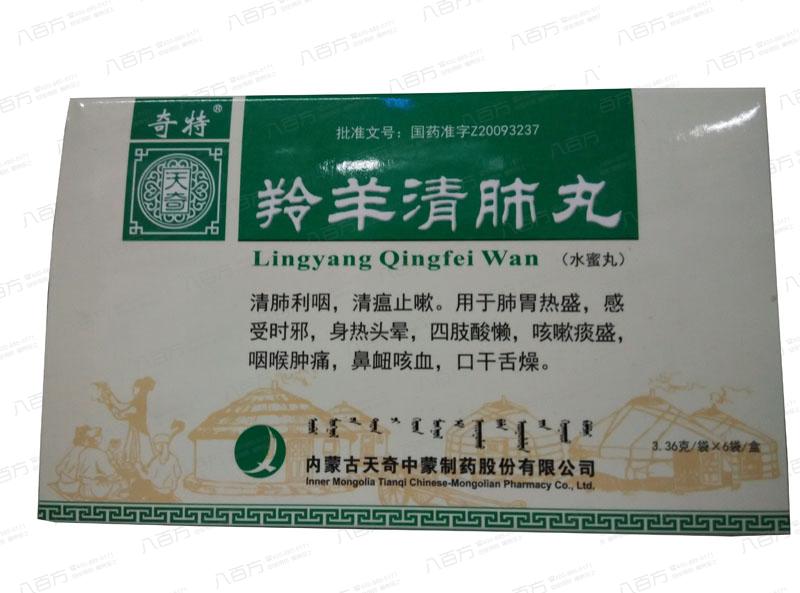 奇特®
批准文号：国药准字Z20093237
天奇
羚羊清肺丸
Lingyang Qingfei Wan （水蜜丸）
清肺利咽，清瘟止嗽。用于肺胃热盛，感
受时邪，身热头晕，四肢酸懒，咳嗽痰盛，
咽喉肿痛，鼻衄咳血，口干舌燥。
3.36克/袋×6袋/盒
内蒙古天奇中蒙制药股份有限公司
Inner Mongolia Tianqi Chinese-Mongolian Pharmacy Co., Ltd.
八百方